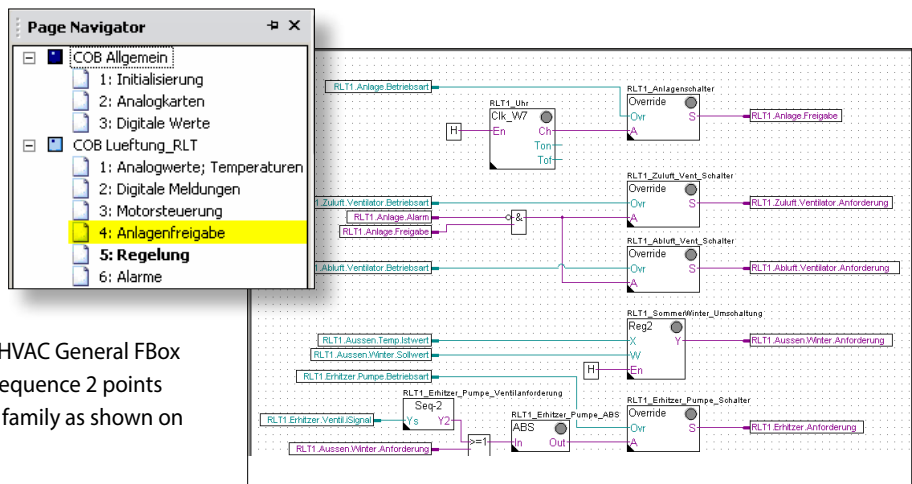 Page Navigator
COB Allgemein
1: Initialisierung
2: Analogkarten
3: Digitale Werte
COB Lueftung_RLT
1: Analogwerte; Temperaturen
2: Digitale Meldungen
3: Motorsteuerung
4: Anlagenfreigabe
5: Regelung
6: Alarme
HVAC General FBox
equence 2 points
family as shown on
RLT1.Anlage.Betriebsart
RLT1_Uhr
Clk_W7
H
En
Ch
Ton
Tof
RLT1_Anlagenschalter
Override
Ovr
S
A
RLT1.Anlage.Freigabe
RLT1_Zuluft_Vent_Schalter
Override
1.Zuluft.Ventilator.Betriebsart
Ovr
S
RLT1.Zuluft.Ventilator.Anforderung
RLT1.Anlage.Alarm
&
A
RLT1.Anlage.Freigabe
RLT1_Abluft_Vent_Schalter
Override
1.Abluft.Ventilator.Betriebsart
Ovr
S
RLT1.Abluft.Ventilator.Anforderung
A
RLT1_SommerWinter_Umschaltung
Reg2
RLT1.Aussen.Temp.Istwert
X
Y
RLT1.Aussen.Winter.Anforderung
RLT1.Aussen.Winter.Sollwert
W
H
En
RLT1.Erhitzer.Pumpe.Betriebsart
RLT1_Erhitzer_Pumpe_Ventilanforderung
Seq-2
RLT1.Erhitzer.Ventil.iSignal
Ys
Y2
RLT1.Aussen.Winter.Anforderung
>=1
RLT1_Erhitzer_Pumpe_ABS
ABS
In
Out
RLT1_Erhitzer_Pumpe_Schalter
Override
Ovr
S
A
RLT1.Erhitzer.Anforderung